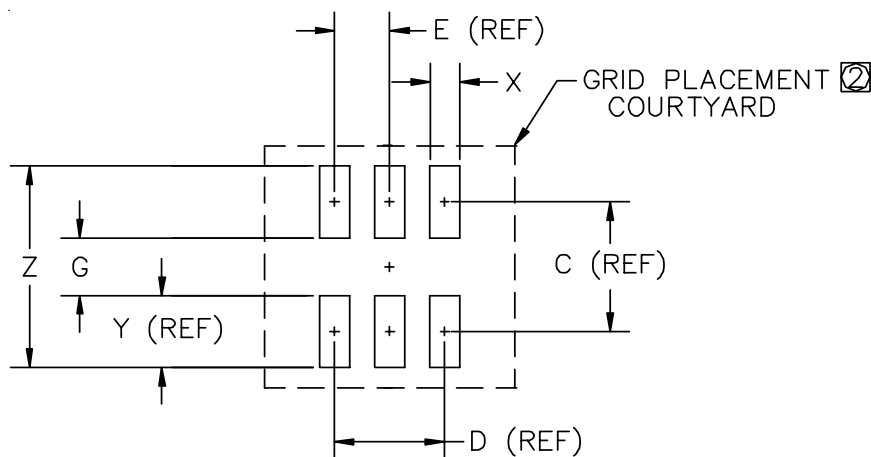 E (REF)
X
GRID PLACEMENT 2
COURTYARD
Z
G
C (REF)
Y (REF)
D (REF)